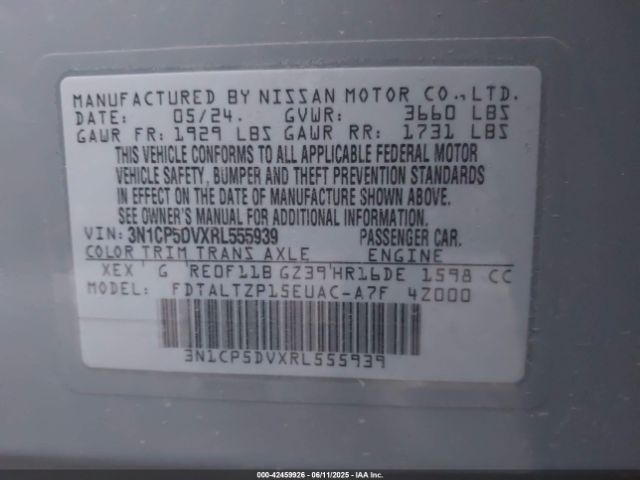 MANUFACTURED BY NISSAN MOTOR CO.,LTD.
DATE: 05/24. GVWR: 3660 LBS
GAWR FR: 1929 LBS GAWR RR: 1731 LBS
THIS VEHICLE CONFORMS TO ALL APPLICABLE FEDERAL MOTOR
VEHICLE SAFETY, BUMPER AND THEFT PREVENTION STANDARDS
IN EFFECT ON THE DATE OF MANUFACTURE SHOWN ABOVE.
SEE OWNER'S MANUAL FOR ADDITIONAL INFORMATION.
VIN: 3N1CP5DVXRL555939 PASSENGER CAR.
COLOR TRIM TRANS AXLE ENGINE
XEX G RE0F11B GZ39 HR16DE 1598 CC
MODEL: FDTALTZP15EUAC-A7F 4Z000
3N1CP5DVXRL555939
000-42459926 - 06/11/2025 - IAA Inc.